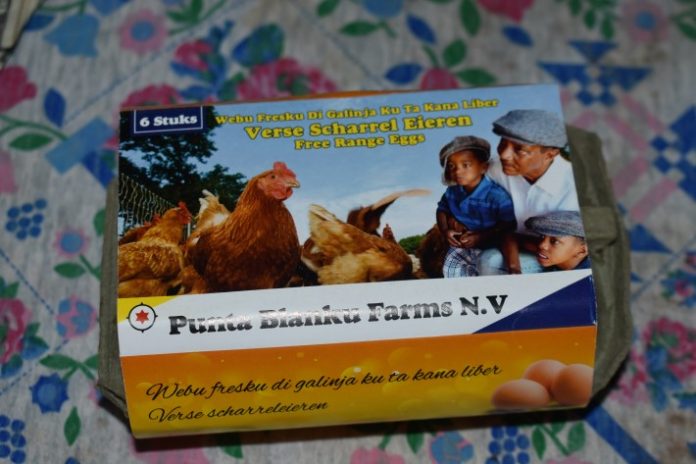 6 Stuks
Webu Fresku Di Galinja Ku Ta Kana Liber
Verse Scharrel Eieren
Free Range Eggs
Punta Blanku Farms N.V
Webu fresku di galinja ku ta kana liber
Verse scharreleieren